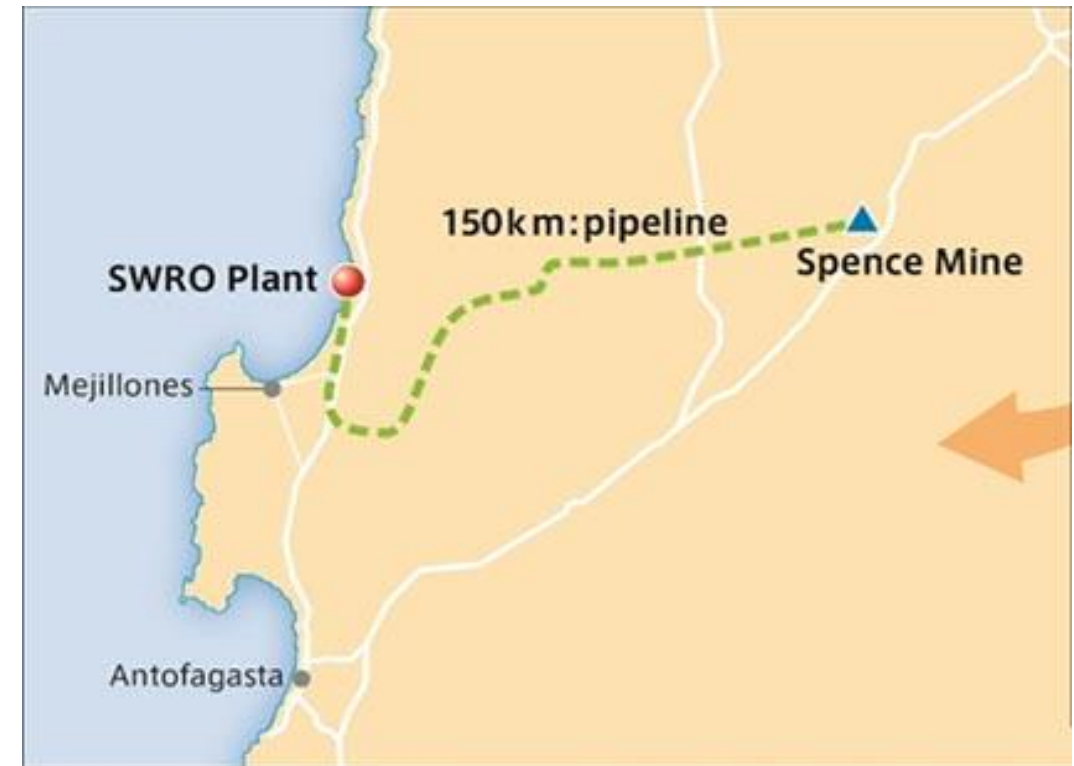 150km:pipeline
Spence Mine
SWRO Plant
Mejillones
Antofagasta